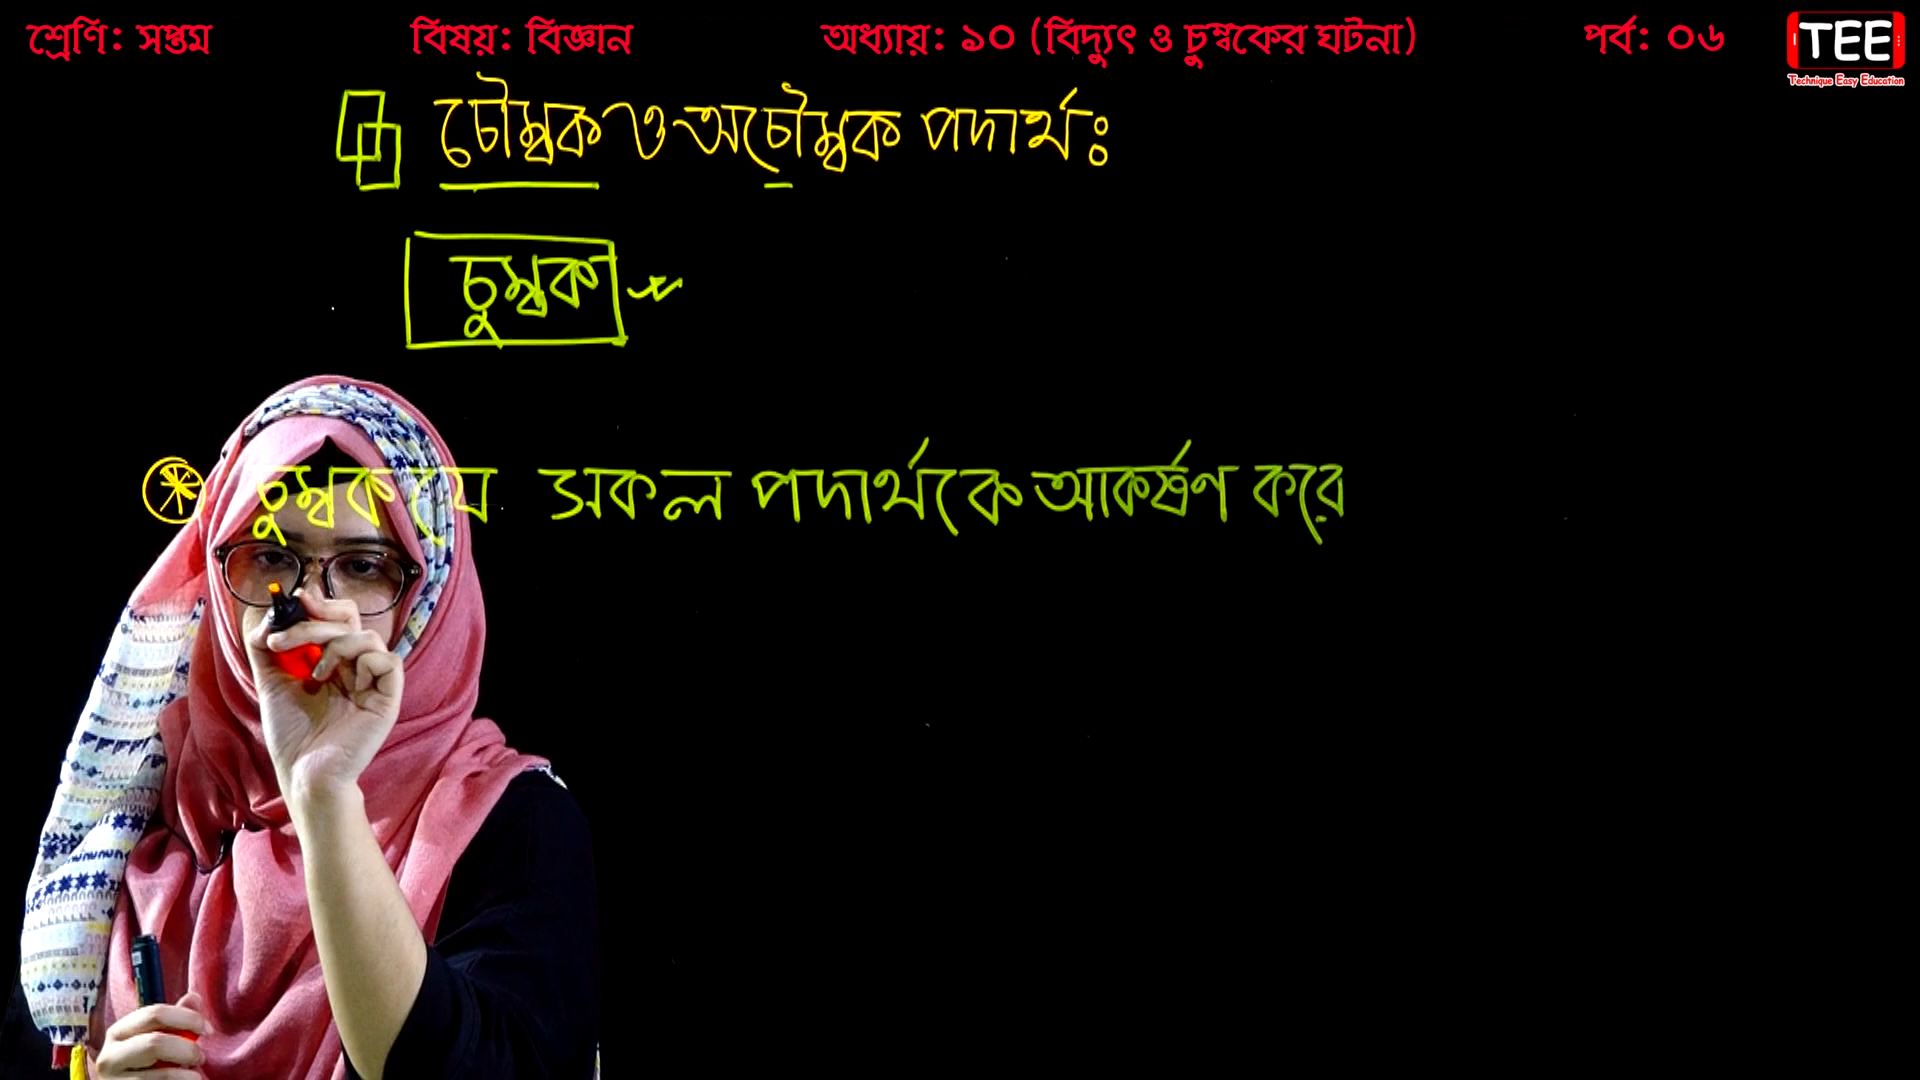 শ্রেণি: সপ্তম বিষয়: বিজ্ঞান অধ্যায়: ১০ (বিদ্যুৎ ও চুম্বকের ঘটনা) পর্ব: ০৬ TEE
Technique Easy Education
চৌম্বক ও অচৌম্বক পদার্থঃ
চুম্বক
চুম্বক যে সকল পদার্থকে আকর্ষণ করে